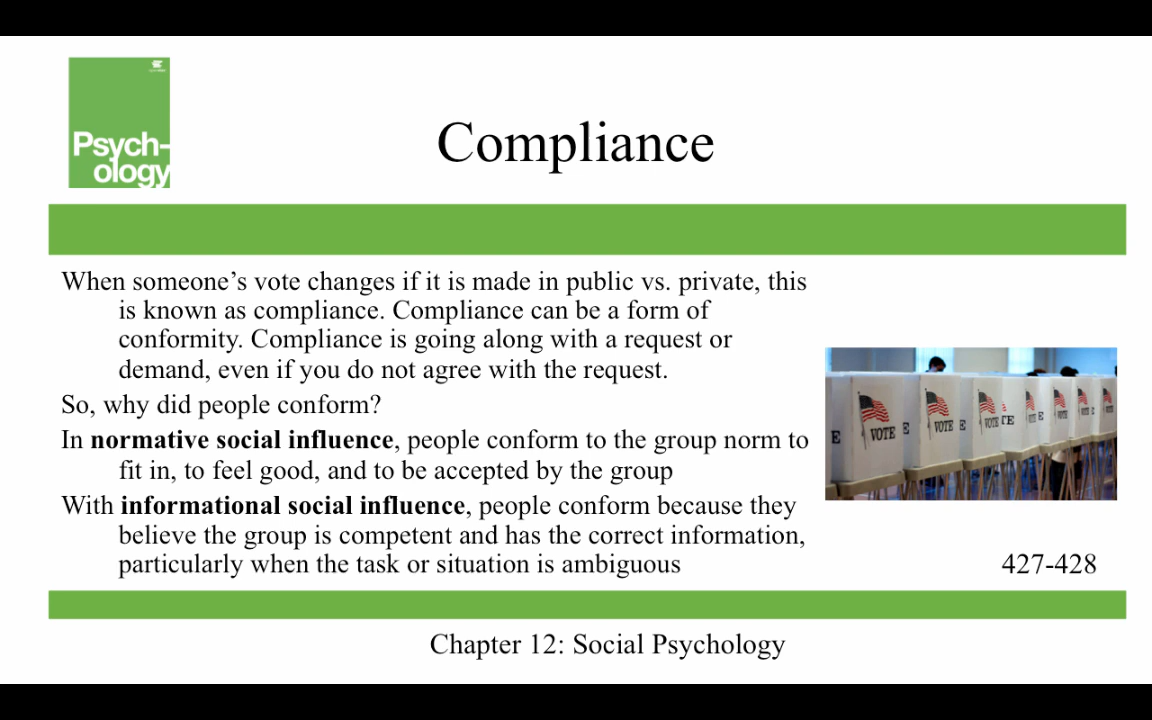 Psych-
ology
Compliance
When someone’s vote changes if it is made in public vs. private, this
is known as compliance. Compliance can be a form of
conformity. Compliance is going along with a request or
demand, even if you do not agree with the request.
So, why did people conform?
In normative social influence, people conform to the group norm to
fit in, to feel good, and to be accepted by the group
With informational social influence, people conform because they
believe the group is competent and has the correct information,
particularly when the task or situation is ambiguous
E VOTE E VOTE E VOTE TE E
427-428
Chapter 12: Social Psychology